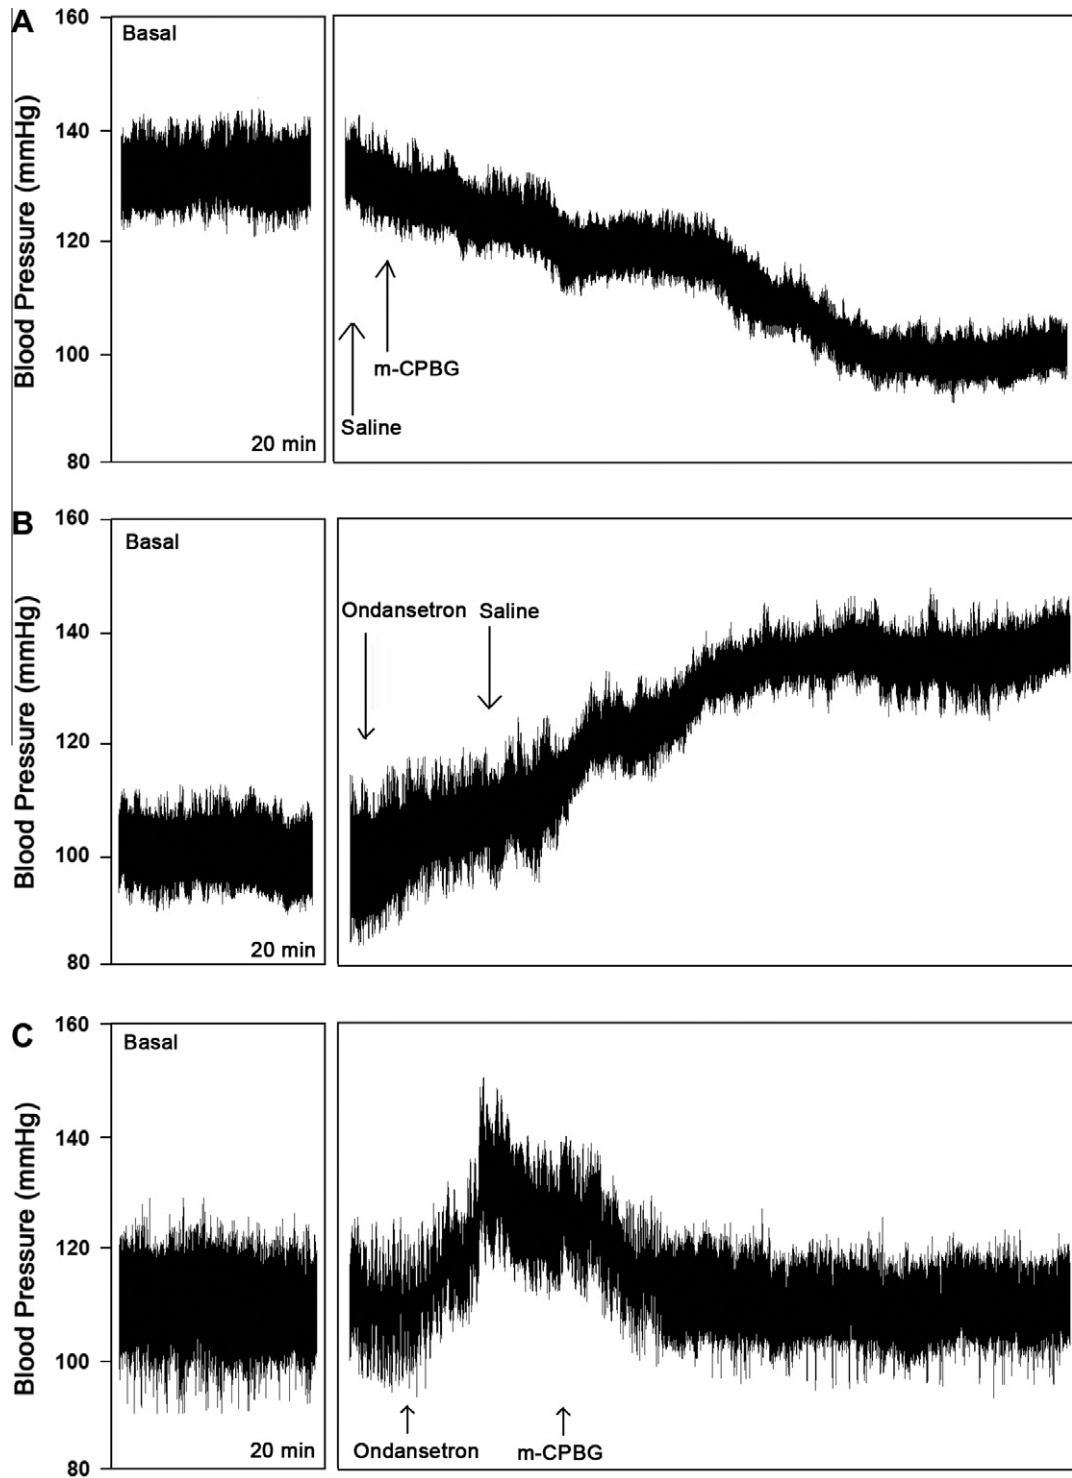 A
Blood Pressure (mmHg)
160
140
120
100
80
Basal
20 min
m-CPBG
Saline
B
Blood Pressure (mmHg)
160
140
120
100
80
Basal
20 min
Ondansetron Saline
C
Blood Pressure (mmHg)
160
140
120
100
80
Basal
20 min
Ondansetron m-CPBG